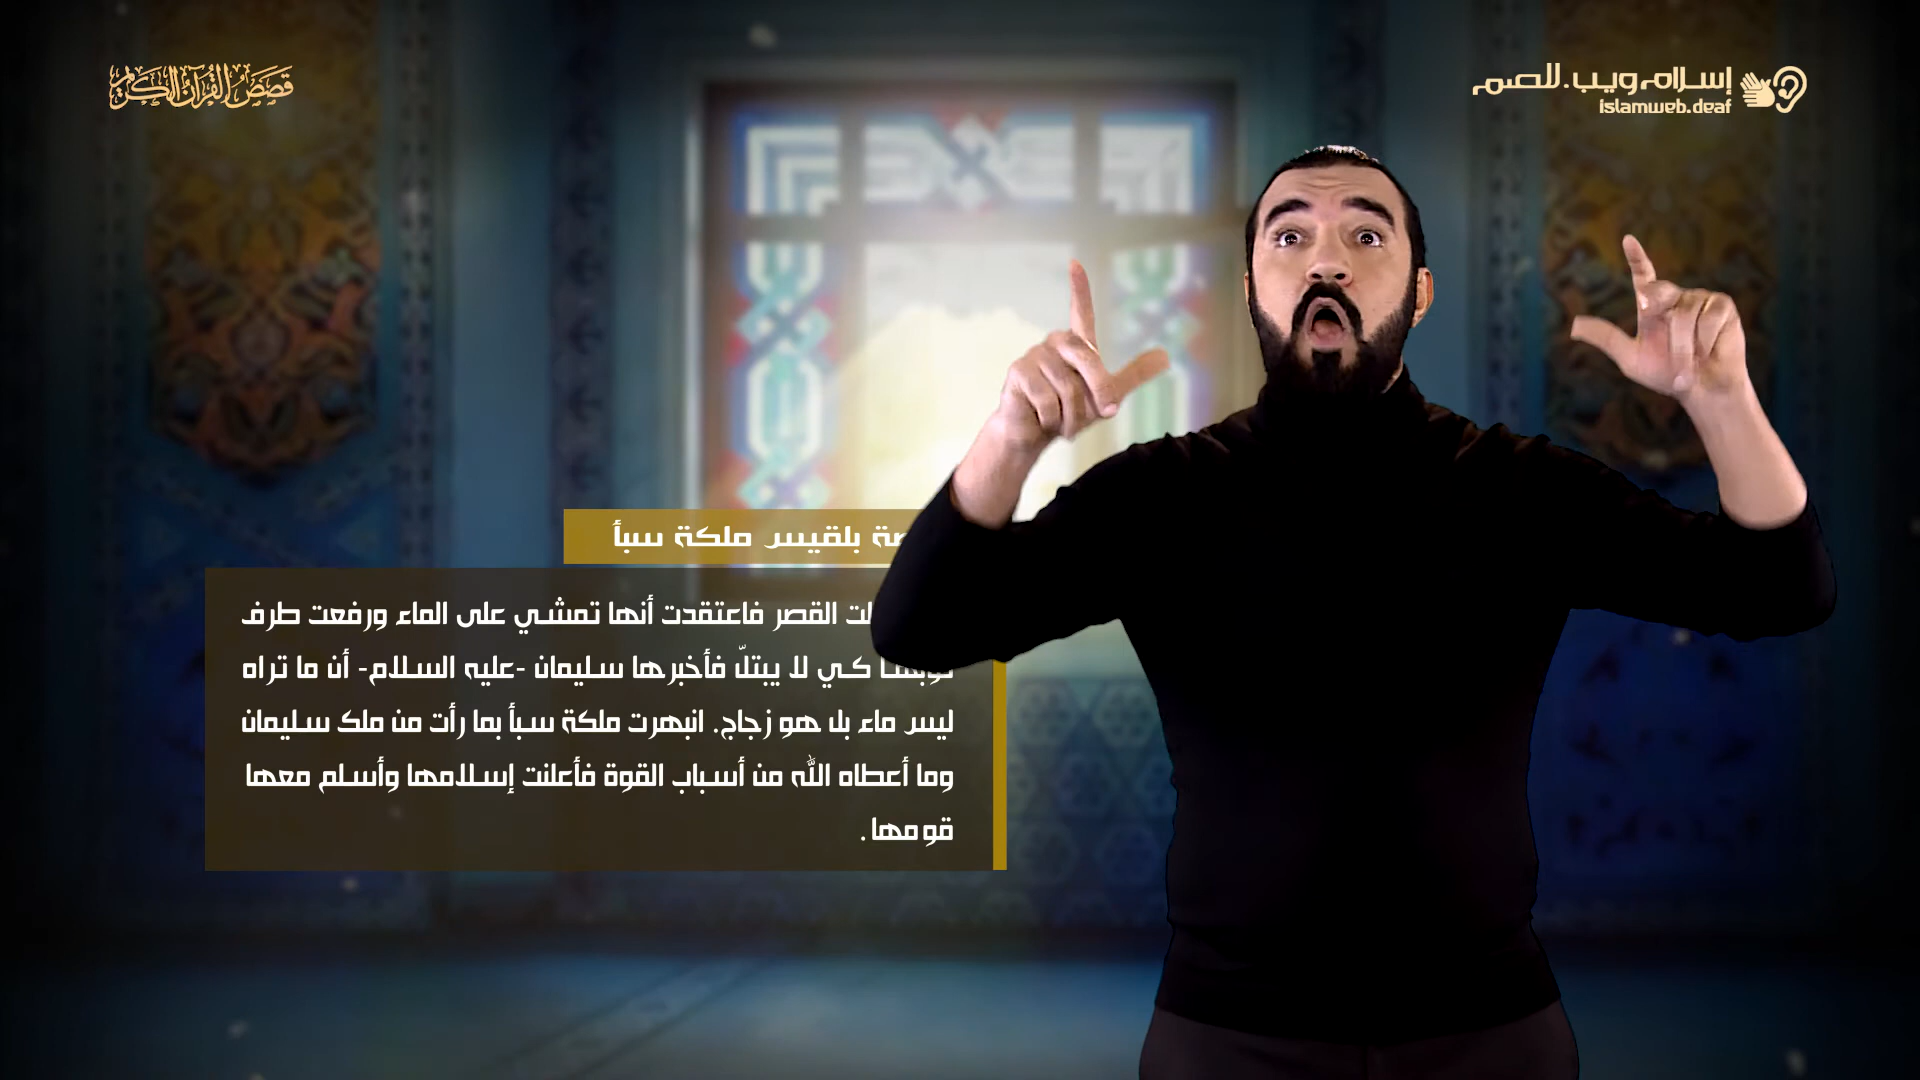 قصص القرآن الكريم
إسلام ويب.للصم
islamweb.deaf
بلقيس ملكة سبأ
القصر فاعتقدت أنها تمشي على الماء ورفعت طرف
كي لا يبتلّ فأخبرها سليمان -عليه السلام- أن ما تراه
ليس ماء بل هو زجاج. انبهرت ملكة سبأ بما رأت من ملك سليمان
وما أعطاه الله من أسباب القوة فأعلنت إسلامها وأسلم معها
قومها.